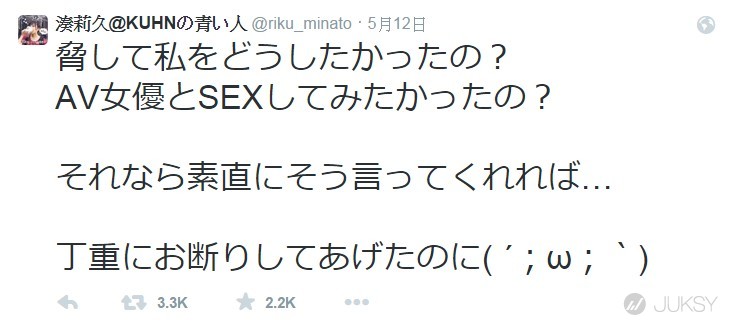 湊莉久@KUHNの青い人 @riku_minato · 5月12日
脅して私をどうしたかったの？
AV女優とSEXしてみたかったの？
それなら素直にそう言ってくれれば…
丁重にお断りしてあげたのに( ´；ω；｀)
3.3K 2.2K
JUKSY